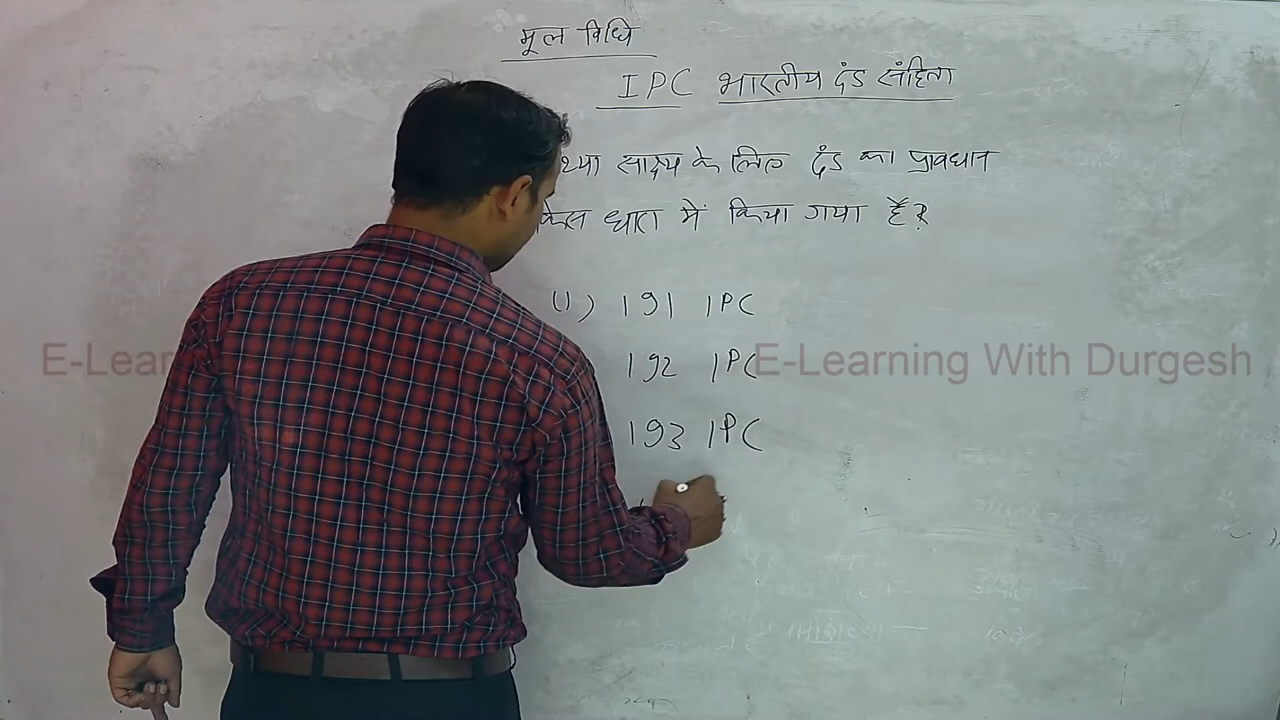 मूल विधि
IPC भारतीय दंड संहिता
साक्ष्य के लिए दंड का प्रावधान
धारा में किया गया है?
(1) 191 IPC
192 IPC
E-Learning With Durgesh
193 IPC